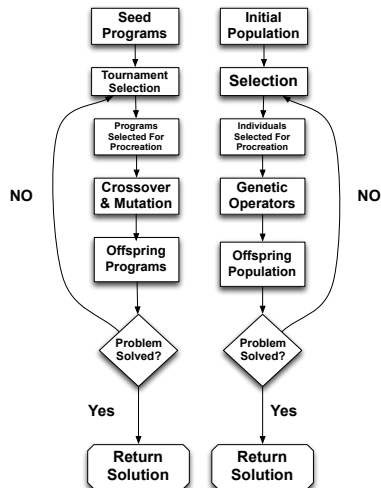 Seed
Programs
Tournament
Selection
Programs
Selected For
Procreation
Crossover
& Mutation
Offspring
Programs
NO
Problem
Solved?
Yes
Return
Solution
Initial
Population
Selection
Individuals
Selected For
Procreation
Genetic
Operators
Offspring
Population
NO
Problem
Solved?
Yes
Return
Solution